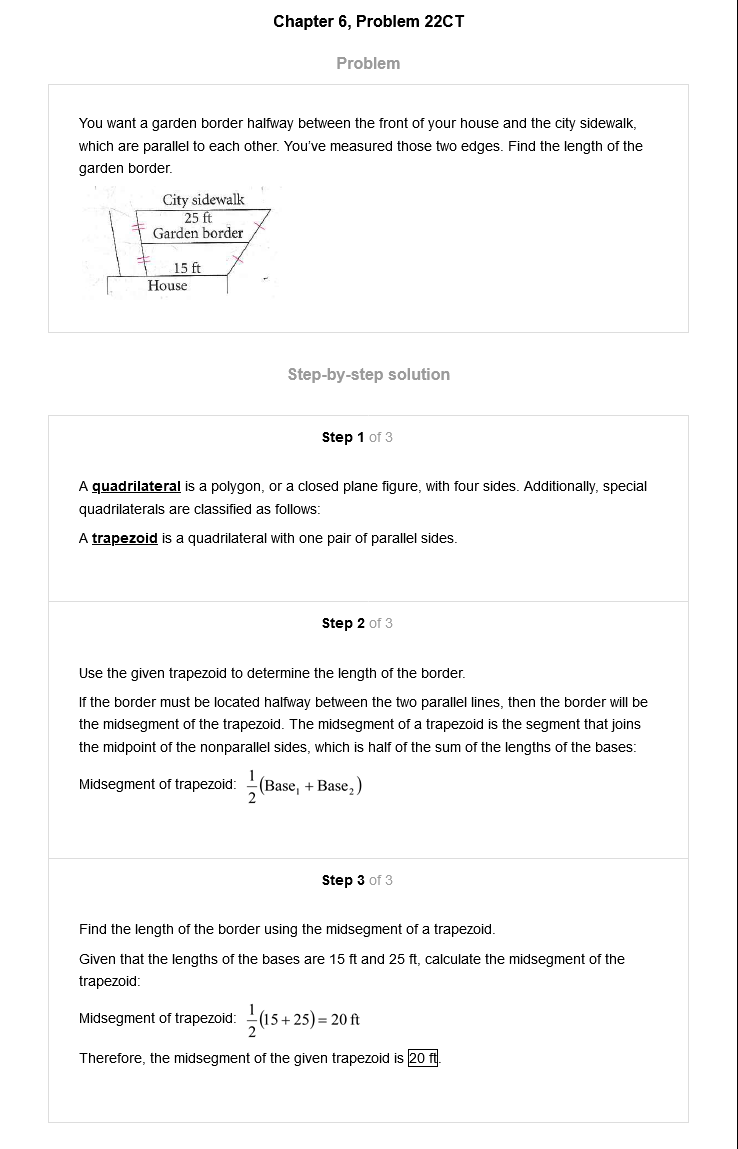 Chapter 6, Problem 22CT
Problem
You want a garden border halfway between the front of your house and the city sidewalk,
which are parallel to each other. You've measured those two edges. Find the length of the
garden border.
City sidewalk
25 ft
Garden border
15 ft
House
Step-by-step solution
Step 1 of 3
A quadrilateral is a polygon, or a closed plane figure, with four sides. Additionally, special
quadrilaterals are classified as follows:
A trapezoid is a quadrilateral with one pair of parallel sides.
Step 2 of 3
Use the given trapezoid to determine the length of the border.
If the border must be located halfway between the two parallel lines, then the border will be
the midsegment of the trapezoid. The midsegment of a trapezoid is the segment that joins
the midpoint of the nonparallel sides, which is half of the sum of the lengths of the bases:
Midsegment of trapezoid: 1/2 (Base₁ + Base₂)
Step 3 of 3
Find the length of the border using the midsegment of a trapezoid.
Given that the lengths of the bases are 15 ft and 25 ft, calculate the midsegment of the
trapezoid:
Midsegment of trapezoid: 1/2 (15 + 25) = 20 ft
Therefore, the midsegment of the given trapezoid is 20 ft.